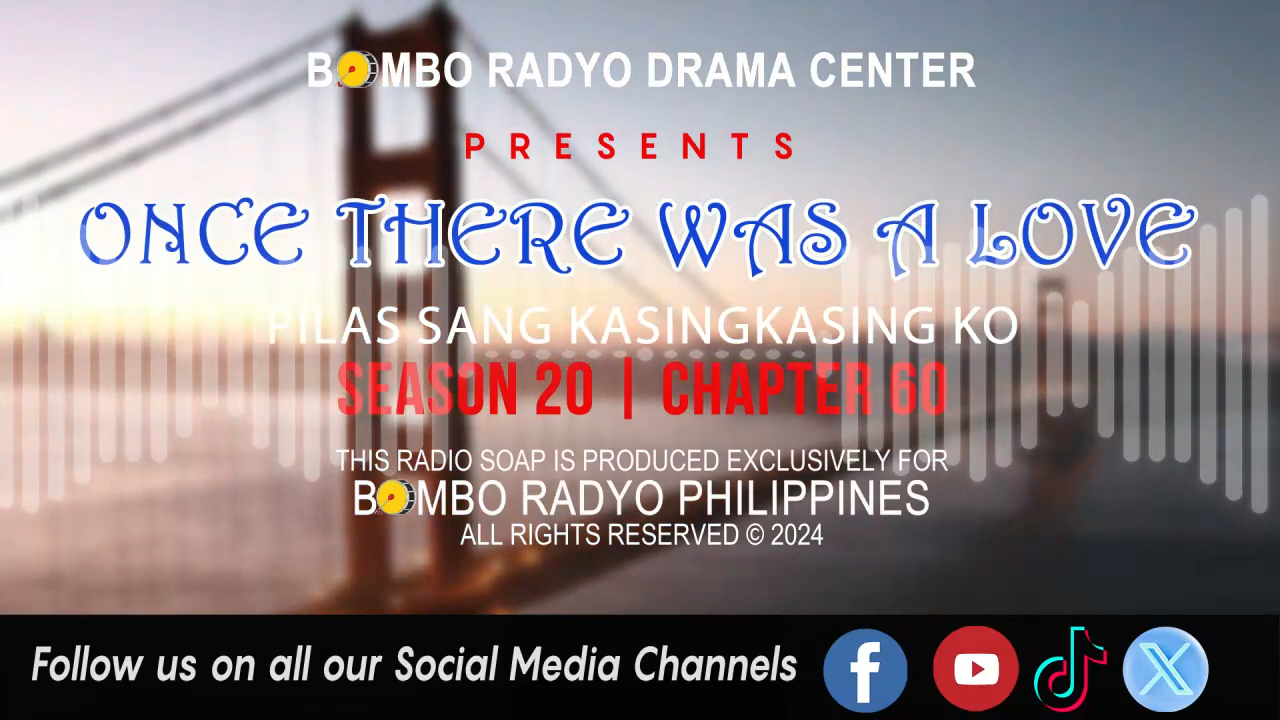 BOMBO RADYO DRAMA CENTER
PRESENTS
ONCE THERE WAS A LOVE
PILAS SANG KASINGKASING KO
SEASON 20 | CHAPTER 60
THIS RADIO SOAP IS PRODUCED EXCLUSIVELY FOR
BOMBO RADYO PHILIPPINES
ALL RIGHTS RESERVED © 2024
Follow us on all our Social Media Channels